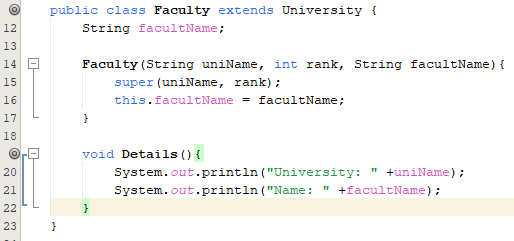 public class Faculty extends University {
12 String facultName;
13
14 Faculty(String uniName, int rank, String facultName){
15 super(uniName, rank);
16 this.facultName = facultName;
17 }
18
void Details(){
20 System.out.println("University: " +uniName);
21 System.out.println("Name: " +facultName);
22 }
23 }